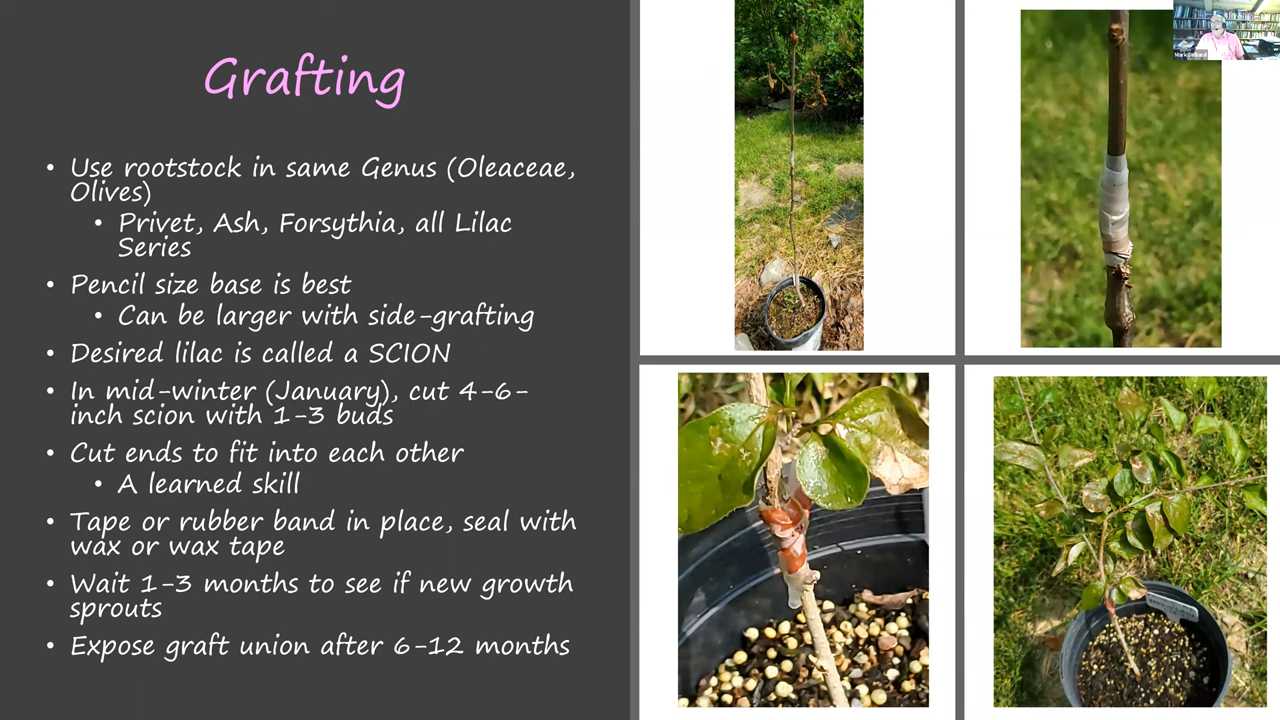 Grafting
• Use rootstock in same Genus (Oleaceae,
Olives)
• Privet, Ash, Forsythia, all Lilac
Series
• Pencil size base is best
• Can be larger with side-grafting
• Desired lilac is called a SCION
• In mid-winter (January), cut 4-6-
inch scion with 1-3 buds
• Cut ends to fit into each other
• A learned skill
• Tape or rubber band in place, seal with
wax or wax tape
• Wait 1-3 months to see if new growth
sprouts
• Expose graft union after 6-12 months